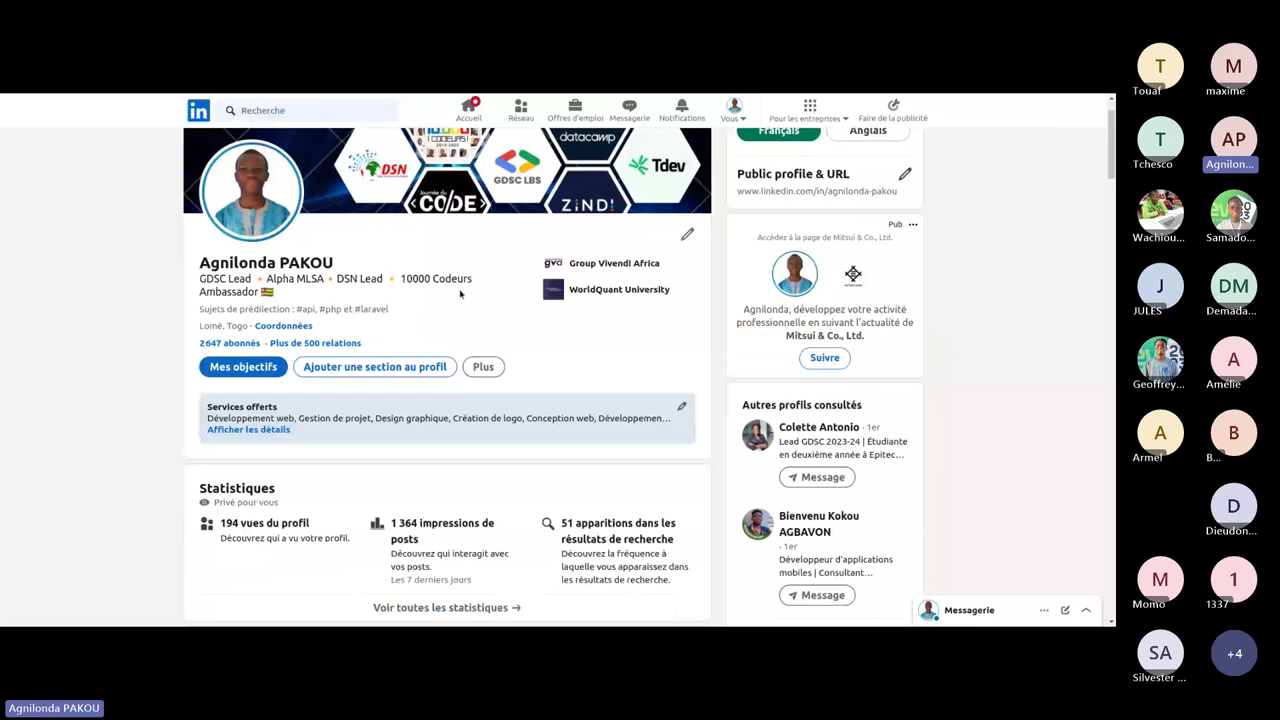 Recherche
Accueil
Réseau
Offres d'emploi
Messagerie
Notifications
Vous
Pour les entreprises
Faire de la publicité
DSN
CODEURS
GDSC LBS
datacamp
Tdev
Journée du
CODE
ZINDI
Agnilonda PAKOU
GDSC Lead 🔸 Alpha MLSA 🔸 DSN Lead 🔸 10000 Codeurs
Ambassador 🇹🇬
Sujets de prédilection : #api, #php et #laravel
Lomé, Togo · Coordonnées
2 647 abonnés · Plus de 500 relations
Mes objectifs
Ajouter une section au profil
Plus
gva Group Vivendi Africa
WorldQuant University
Services offerts
Développement web, Gestion de projet, Design graphique, Création de logo, Conception web, Développemen...
Afficher les détails
Statistiques
Privé pour vous
194 vues du profil
Découvrez qui a vu votre profil.
1 364 impressions de
posts
Découvrez qui interagit avec
vos posts.
Les 7 derniers jours
51 apparitions dans les
résultats de recherche
Découvrez la fréquence à
laquelle vous apparaissez dans
les résultats de recherche.
Voir toutes les statistiques →
Français
Anglais
Public profile & URL
www.linkedin.com/in/agnilonda-pakou
Pub ···
Accédez à la page de Mitsui & Co., Ltd.
Agnilonda, développez votre activité
professionnelle en suivant l'actualité de
Mitsui & Co., Ltd.
Suivre
Autres profils consultés
Colette Antonio · 1er
Lead GDSC 2023-24 | Étudiante
en deuxième année à Epitec...
Message
Bienvenu Kokou
AGBAVON
· 1er
Développeur d'applications
mobiles | Consultant...
Message
Messagerie
T
Touaf
M
maxime
T
Tchesco
AP
Agnilon...
Wachiou...
Samado...
J
JULES
DM
Demada...
Geoffrey...
A
Amélie
A
Armel
B
B...
D
Dieudon...
M
Momo
1
1337
SA
Silvester ...
+4
Agnilonda PAKOU